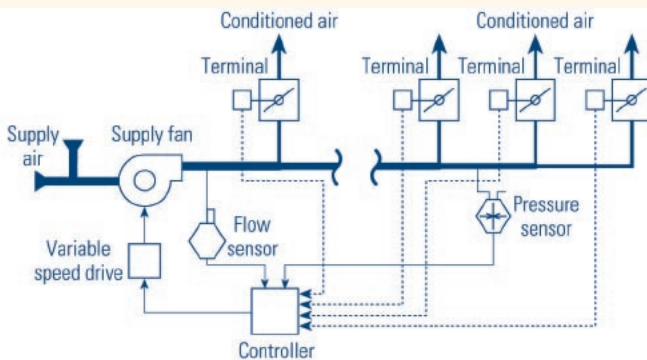 Conditioned air
Conditioned air
Terminal
Terminal
Terminal
Terminal
Supply
air
Supply fan
Flow
sensor
Pressure
sensor
Variable
speed drive
Controller